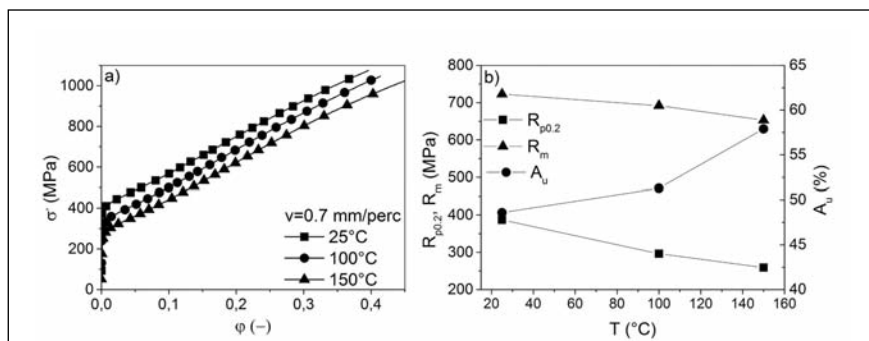 a)
1000
800
600
400
200
0
σ' (MPa)
v=0.7 mm/perc
25°C
100°C
150°C
0,0 0,1 0,2 0,3 0,4
φ (–)
b)
800
700
600
500
400
300
200
Rp0.2, Rm (MPa)
Rp0.2
Rm
Au
65
60
55
50
45
40
Au (%)
20 40 60 80 100 120 140 160
T (°C)